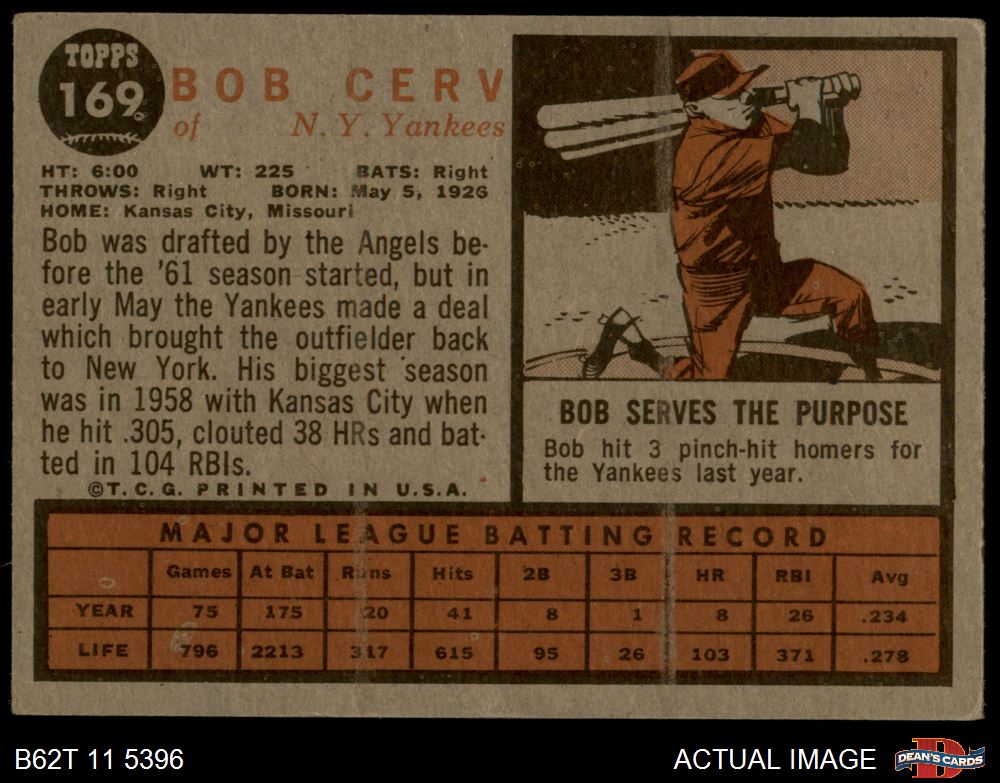 TOPPS
169
BOB CERV
of N. Y. Yankees
HT: 6:00 WT: 225 BATS: Right
THROWS: Right BORN: May 5, 1926
HOME: Kansas City, Missouri
Bob was drafted by the Angels be-
fore the '61 season started, but in
early May the Yankees made a deal
which brought the outfielder back
to New York. His biggest season
was in 1958 with Kansas City when
he hit .305, clouted 38 HRs and bat-
ted in 104 RBIs.
©T. C. G. PRINTED IN U.S.A.
BOB SERVES THE PURPOSE
Bob hit 3 pinch-hit homers for
the Yankees last year.
MAJOR LEAGUE BATTING RECORD
Games At Bat Runs Hits 2B 3B HR RBI Avg
YEAR 75 175 20 41 8 1 8 26 .234
LIFE 796 2213 317 615 95 26 103 371 .278
B62T 11 5396 ACTUAL IMAGE DEAN'S CARDS